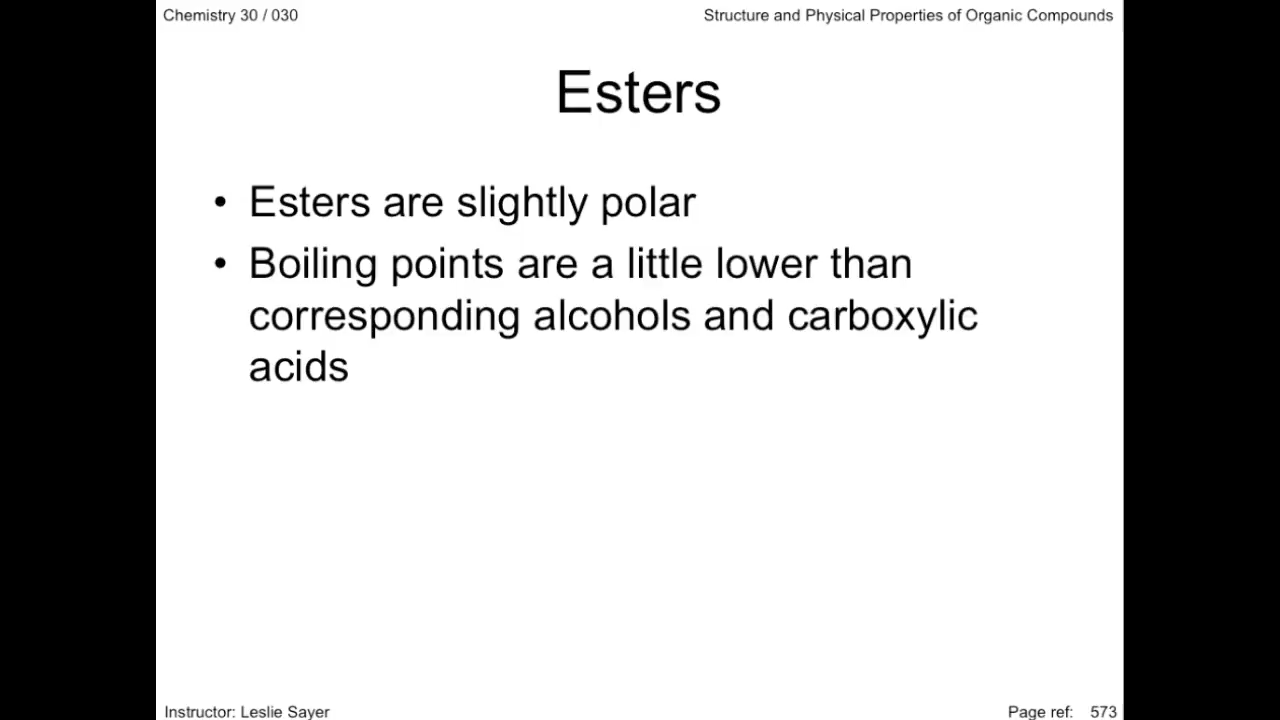 Chemistry 30 / 030
Structure and Physical Properties of Organic Compounds
Esters
• Esters are slightly polar
• Boiling points are a little lower than
corresponding alcohols and carboxylic
acids
Instructor: Leslie Sayer
Page ref: 573